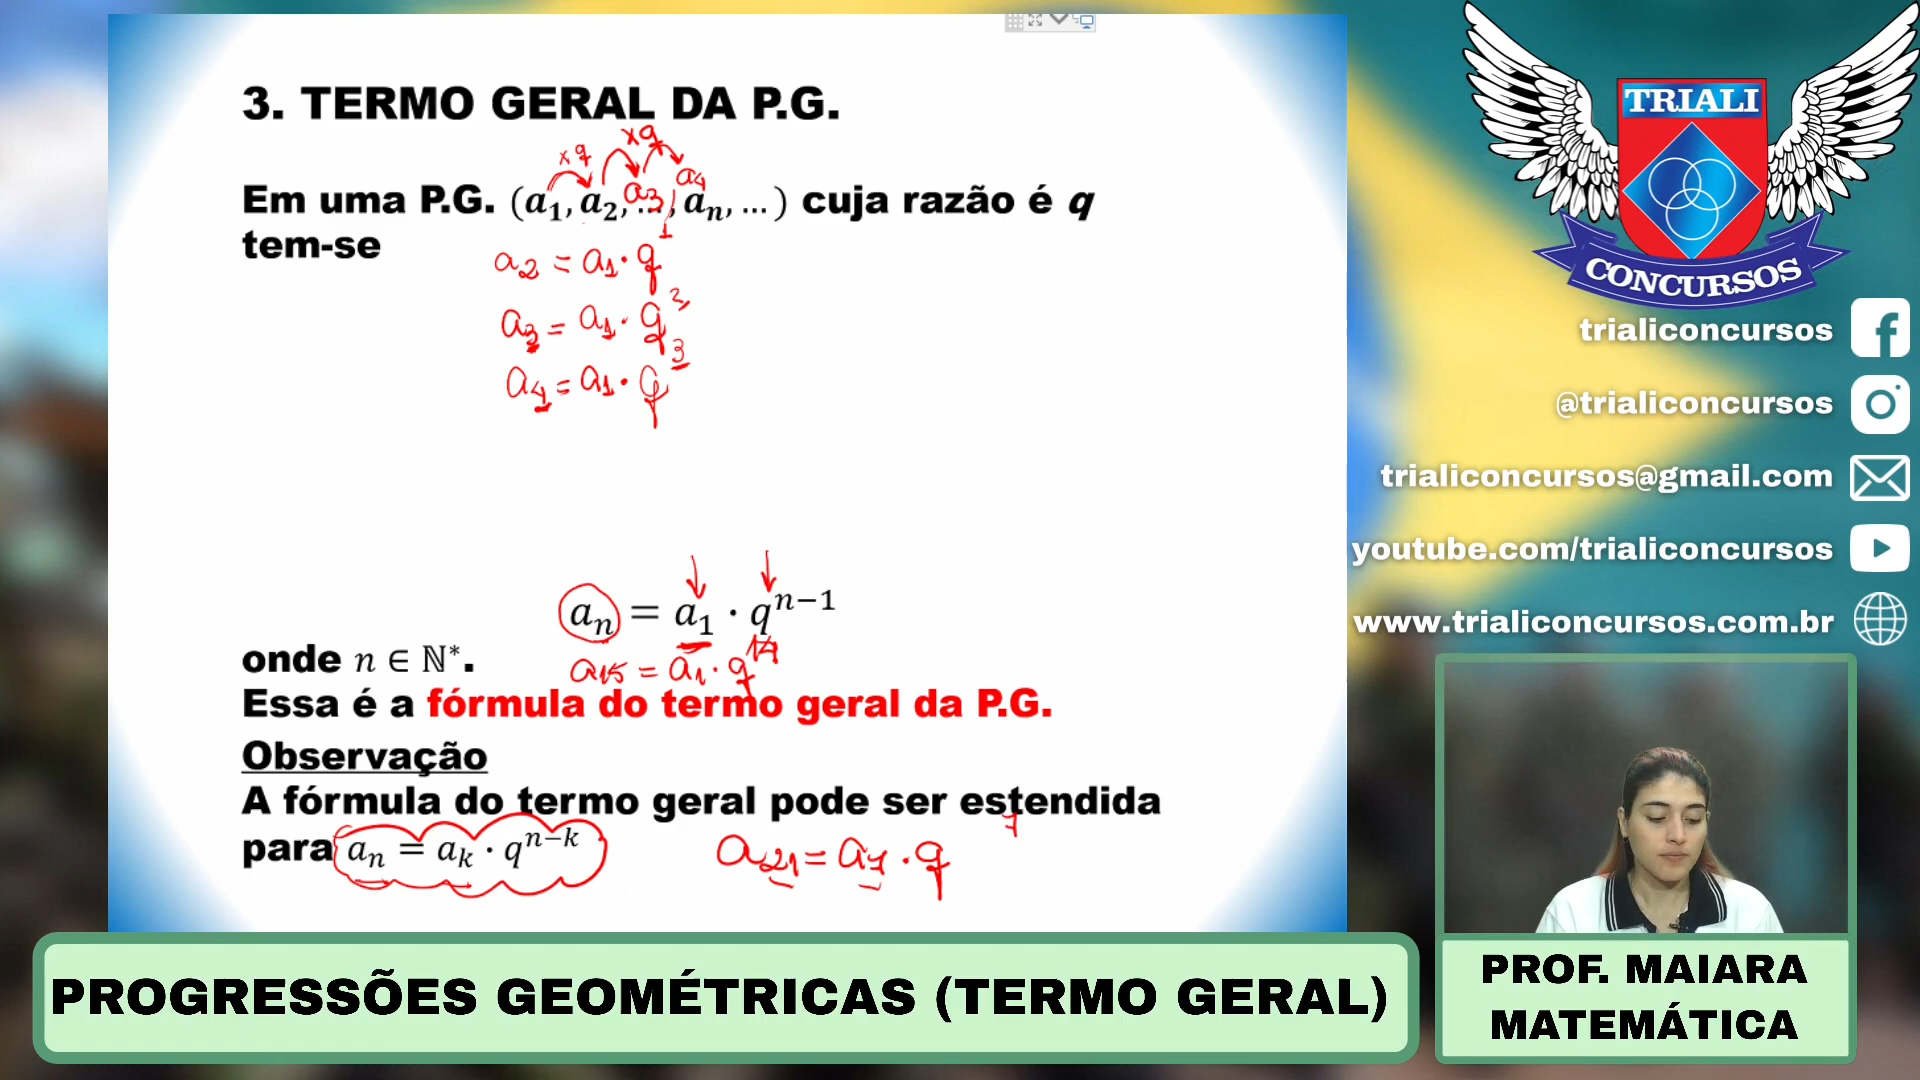 3. TERMO GERAL DA P.G.
×q ×q
Em uma P.G. (a₁, a₂, ..., aₙ, ...) cuja razão é q
a3 a4
tem-se
a2 = a1 · q¹
a3 = a1 · q²
a4 = a1 · q³
aₙ = a₁ · qⁿ⁻¹
onde n ∈ ℕ*.
a15 = a1 · q¹⁴
Essa é a fórmula do termo geral da P.G.
Observação
A fórmula do termo geral pode ser estendida
para aₙ = aₖ · qⁿ⁻ᵏ
a21 = a7 · q
PROGRESSÕES GEOMÉTRICAS (TERMO GERAL)
TRIALI
CONCURSOS
trialiconcursos
@trialiconcursos
trialiconcursos@gmail.com
youtube.com/trialiconcursos
www.trialiconcursos.com.br
PROF. MAIARA
MATEMÁTICA